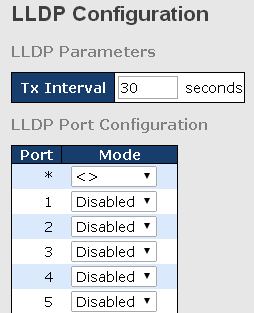 LLDP Configuration
LLDP Parameters
Tx Interval 30 seconds
LLDP Port Configuration
Port Mode
* <>
1 Disabled
2 Disabled
3 Disabled
4 Disabled
5 Disabled